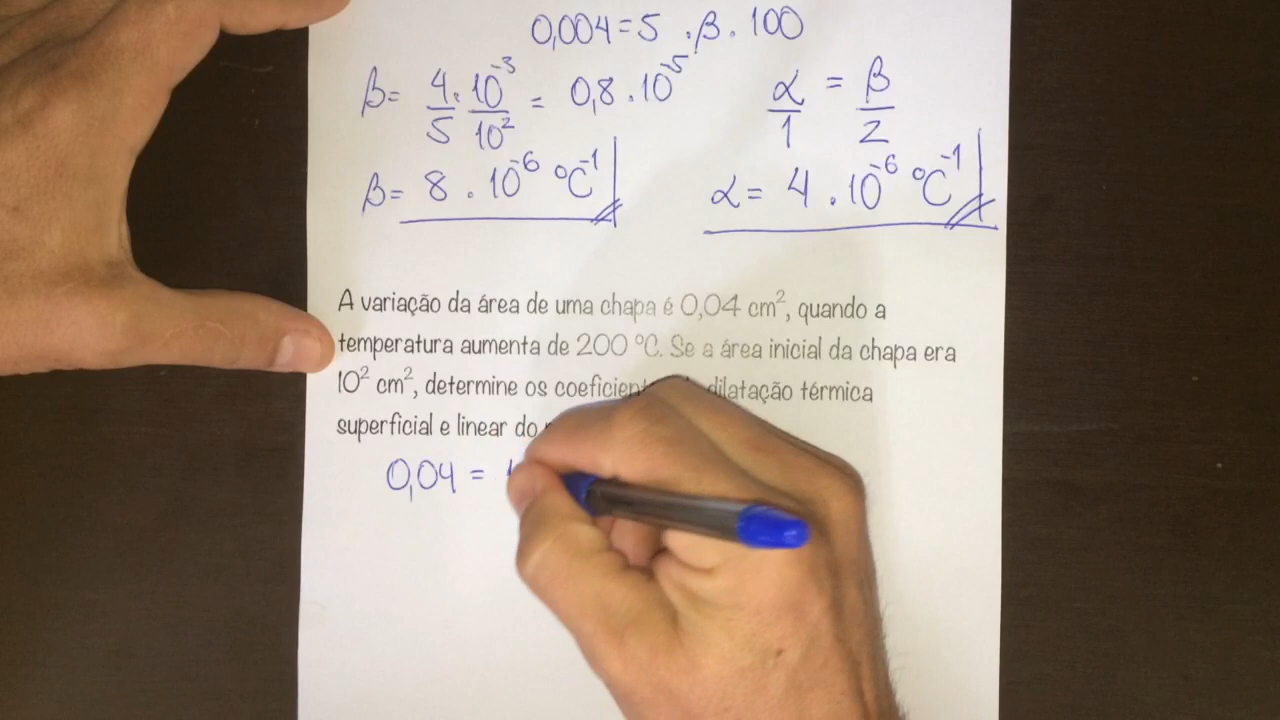 0,004 = 5 . β . 100
β = 4 . 10⁻³ / 5 10² = 0,8 . 10⁻⁵
α/1 = β/2
β = 8 . 10⁻⁶ °C⁻¹
α = 4 . 10⁻⁶ °C⁻¹
A variação da área de uma chapa é 0,04 cm², quando a
temperatura aumenta de 200 °C. Se a área inicial da chapa era
10² cm², determine os dilatação térmica
superficial e linear do
0,04 =